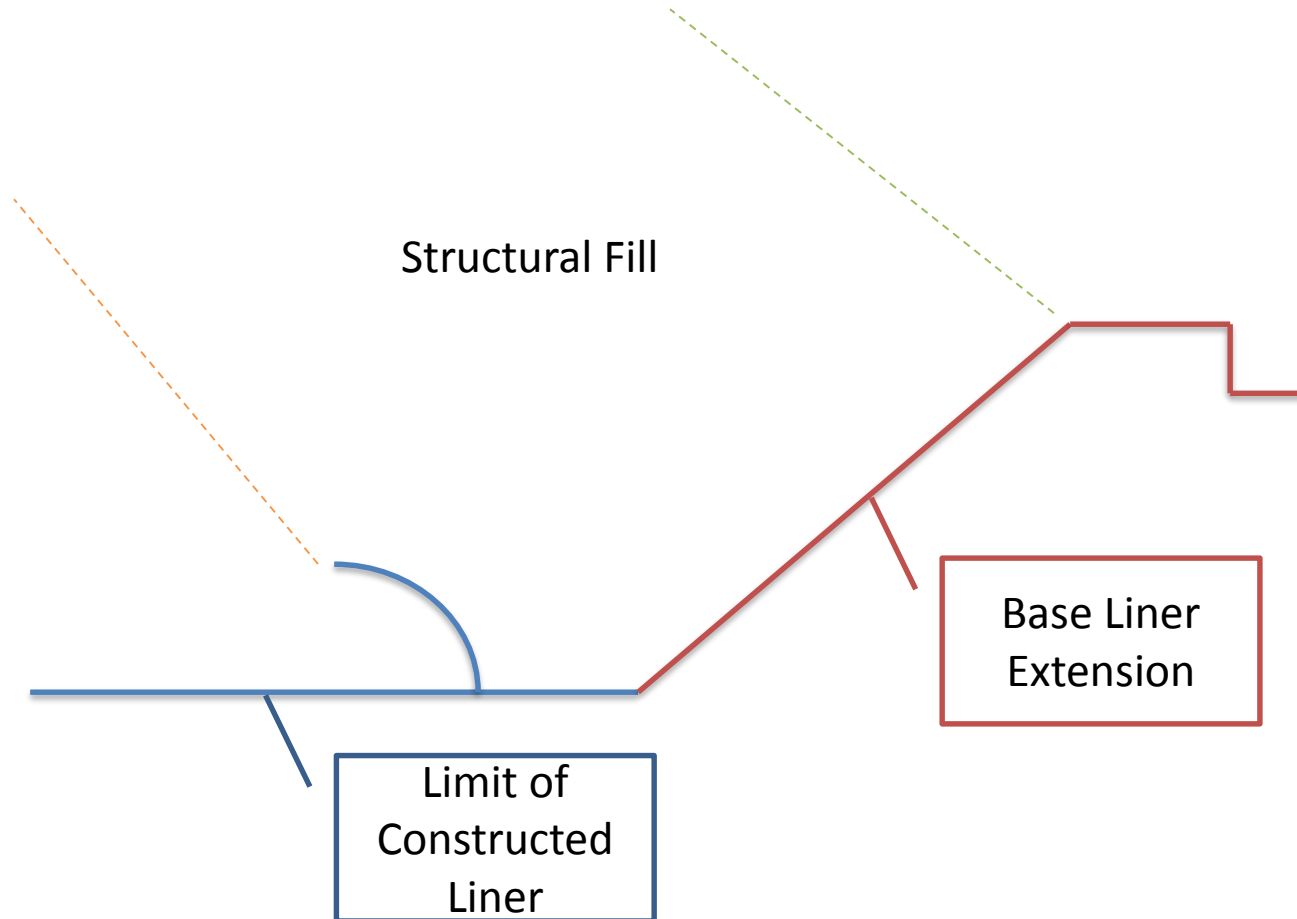 Structural Fill
Base Liner
Extension
Limit of
Constructed
Liner